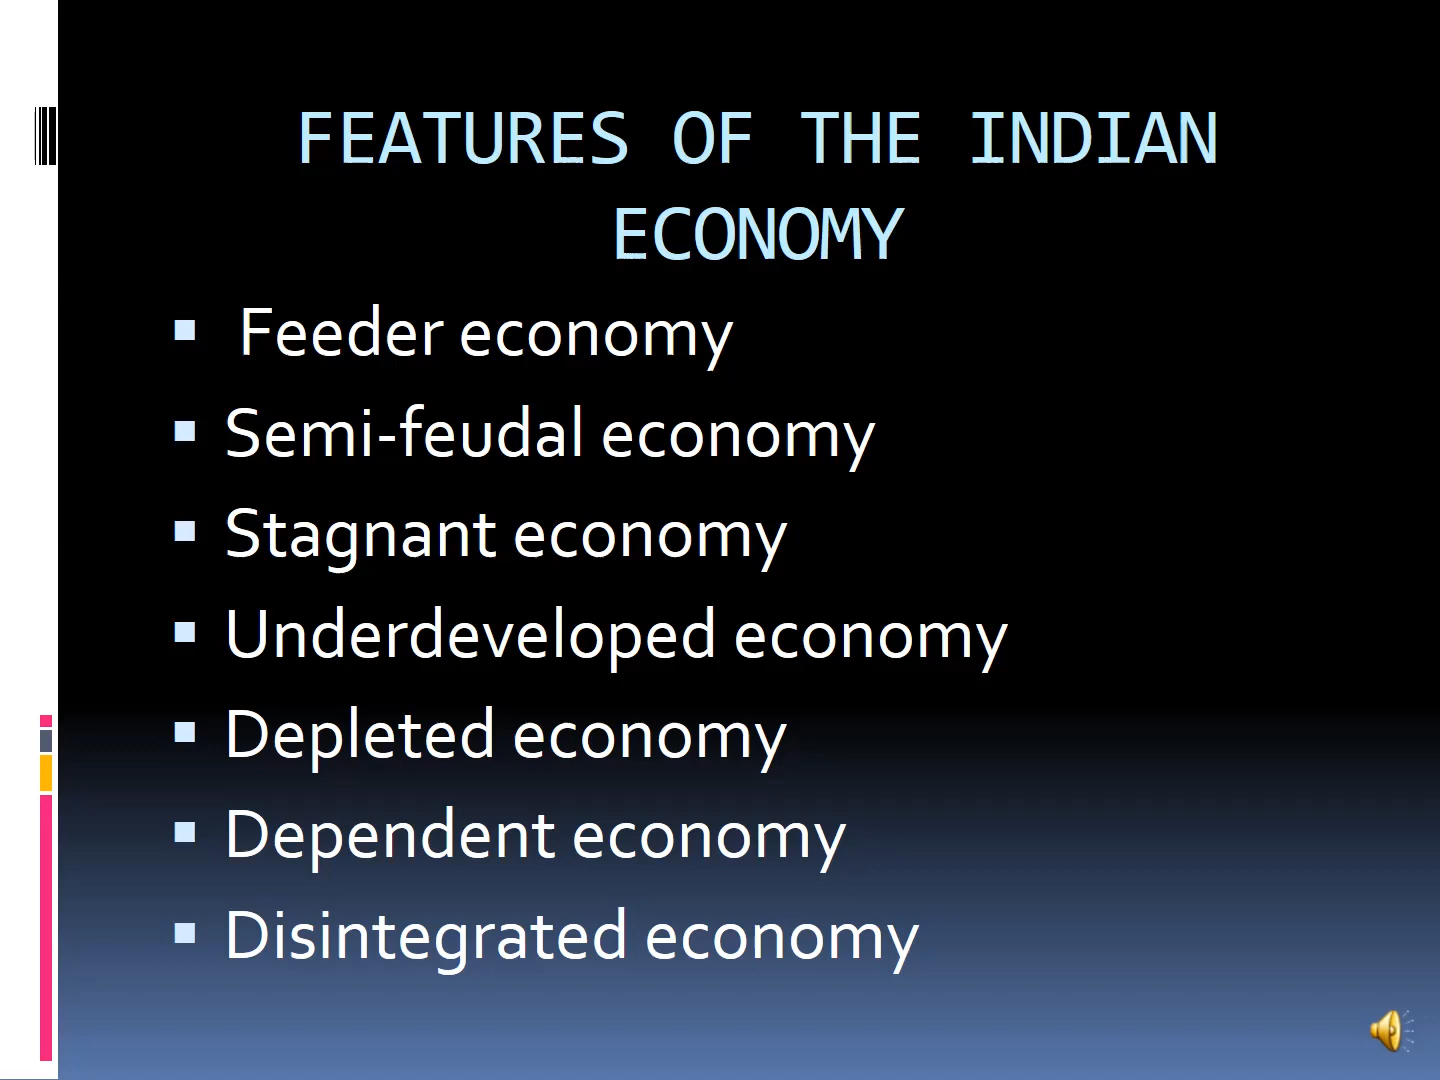 FEATURES OF THE INDIAN
ECONOMY
▪ Feeder economy
▪ Semi-feudal economy
▪ Stagnant economy
▪ Underdeveloped economy
▪ Depleted economy
▪ Dependent economy
▪ Disintegrated economy